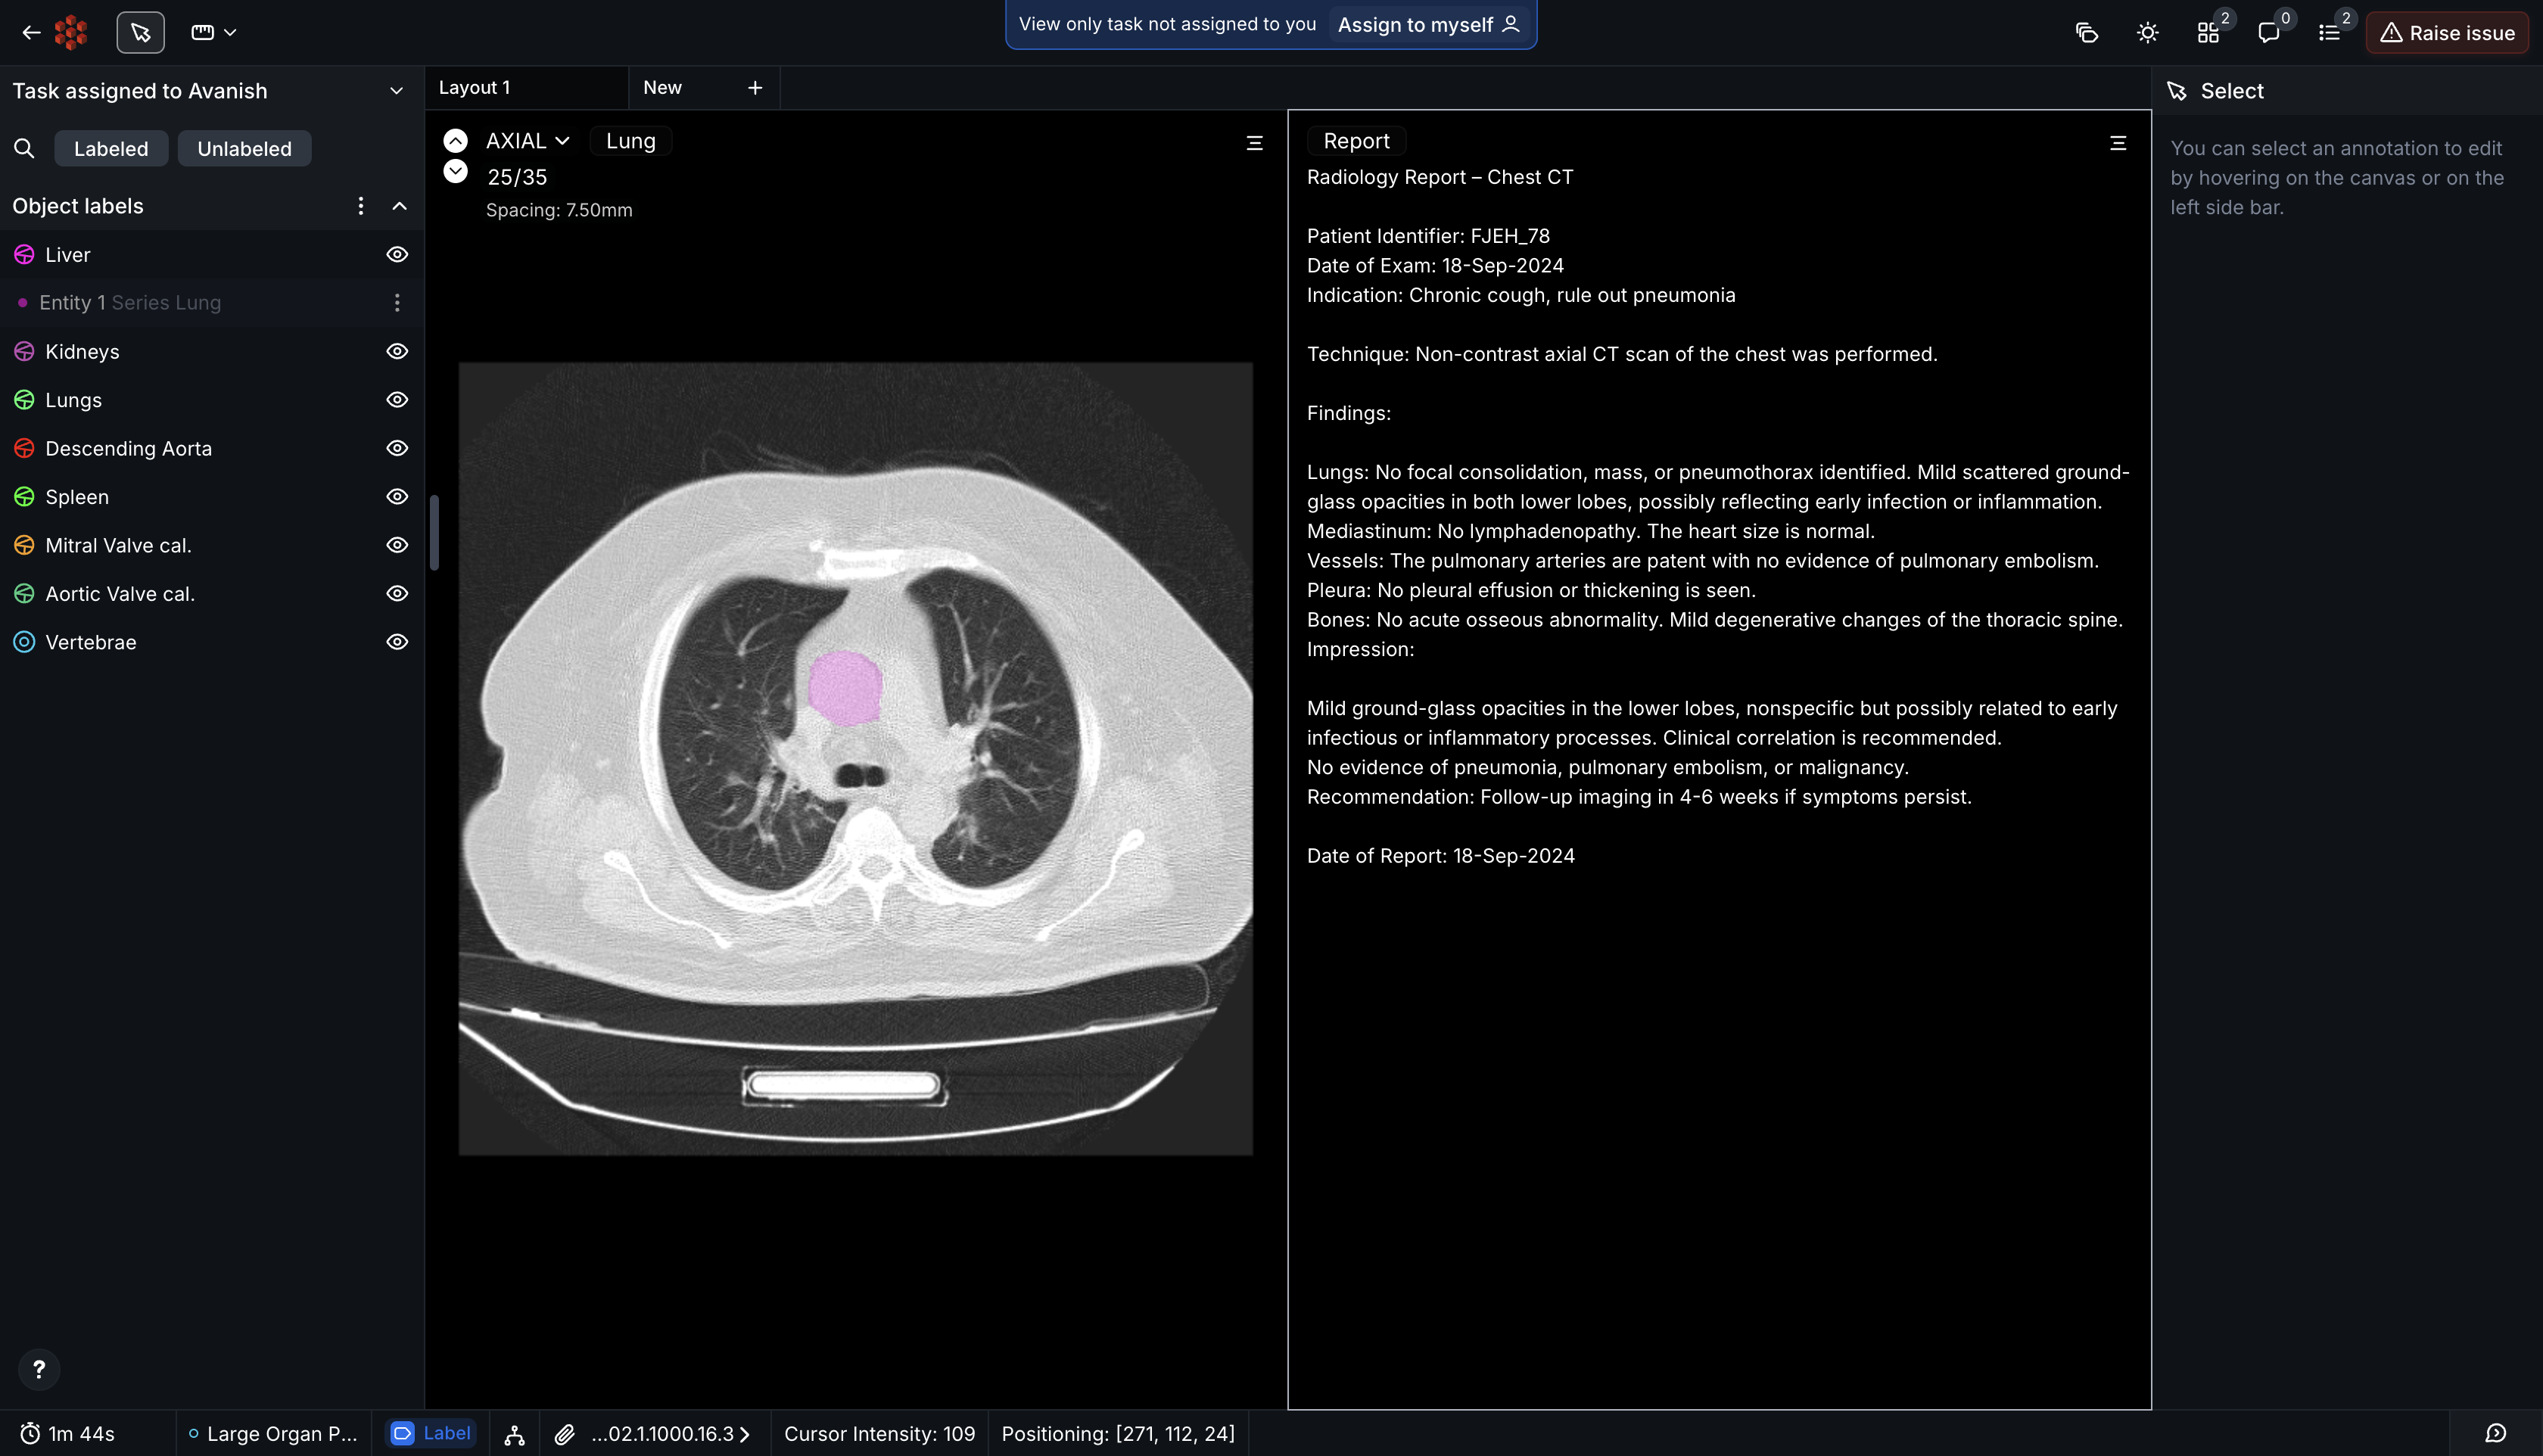 View only task not assigned to you Assign to myself
2
0
2
Raise issue
Task assigned to Avanish
Labeled Unlabeled
Object labels
Liver
Entity 1 Series Lung
Kidneys
Lungs
Descending Aorta
Spleen
Mitral Valve cal.
Aortic Valve cal.
Vertebrae
?
Layout 1
New +
AXIAL Lung
25/35
Spacing: 7.50mm
Report
Radiology Report – Chest CT
Patient Identifier: FJEH_78
Date of Exam: 18-Sep-2024
Indication: Chronic cough, rule out pneumonia
Technique: Non-contrast axial CT scan of the chest was performed.
Findings:
Lungs: No focal consolidation, mass, or pneumothorax identified. Mild scattered ground-
glass opacities in both lower lobes, possibly reflecting early infection or inflammation.
Mediastinum: No lymphadenopathy. The heart size is normal.
Vessels: The pulmonary arteries are patent with no evidence of pulmonary embolism.
Pleura: No pleural effusion or thickening is seen.
Bones: No acute osseous abnormality. Mild degenerative changes of the thoracic spine.
Impression:
Mild ground-glass opacities in the lower lobes, nonspecific but possibly related to early
infectious or inflammatory processes. Clinical correlation is recommended.
No evidence of pneumonia, pulmonary embolism, or malignancy.
Recommendation: Follow-up imaging in 4-6 weeks if symptoms persist.
Date of Report: 18-Sep-2024
Select
You can select an annotation to edit
by hovering on the canvas or on the
left side bar.
1m 44s
Large Organ P...
Label
...02.1.1000.16.3
Cursor Intensity: 109
Positioning: [271, 112, 24]